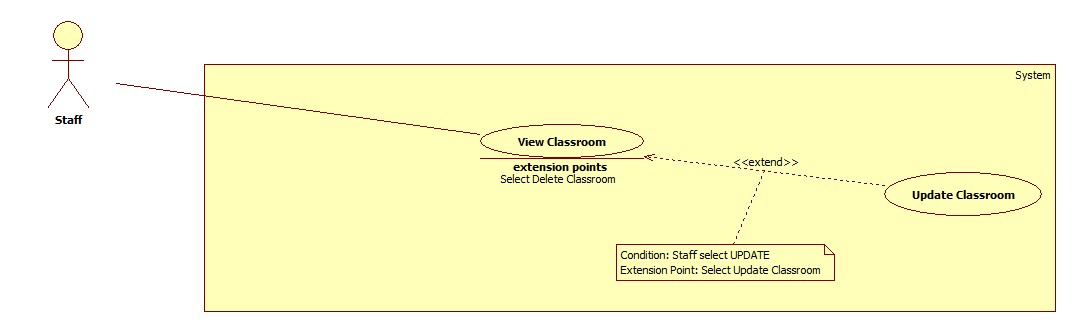 System
Staff
View Classroom
extension points
Select Delete Classroom
<<extend>>
Update Classroom
Condition: Staff select UPDATE
Extension Point: Select Update Classroom